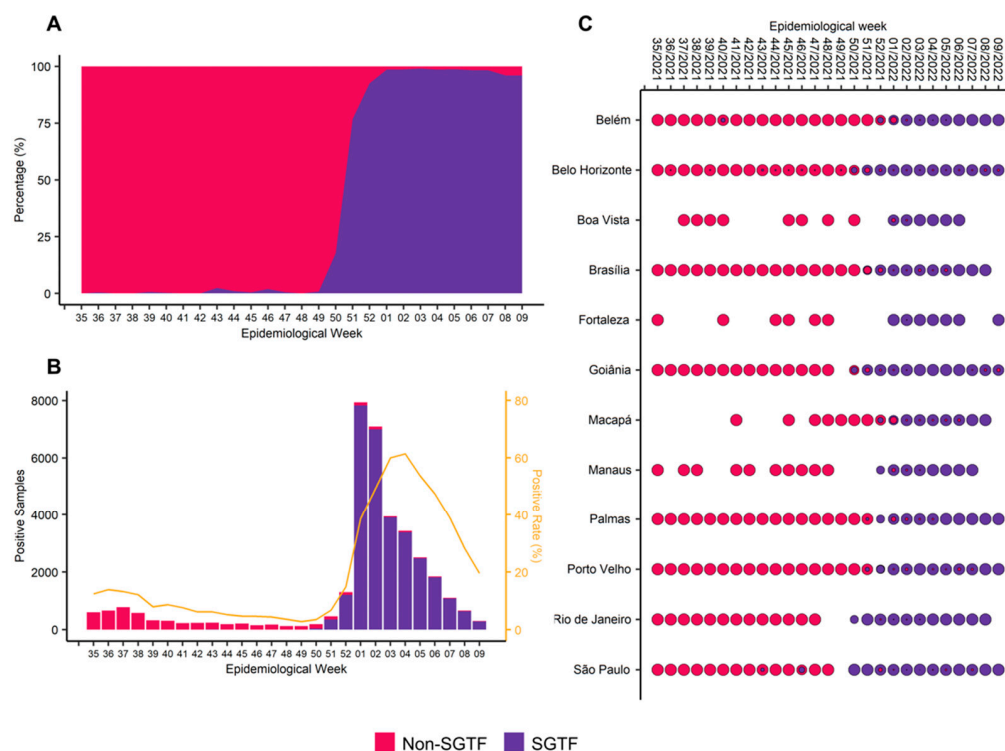 A
Percentage (%)
100
75
50
25
0
35 36 37 38 39 40 41 42 43 44 45 46 47 48 49 50 51 52 01 02 03 04 05 06 07 08 09
Epidemiological Week
B
Positive Samples
8000
6000
4000
2000
0
80
60
40
20
0
Positive Rate (%)
35 36 37 38 39 40 41 42 43 44 45 46 47 48 49 50 51 52 01 02 03 04 05 06 07 08 09
Epidemiological Week
C
Epidemiological week
35/2021
36/2021
37/2021
38/2021
39/2021
40/2021
41/2021
42/2021
43/2021
44/2021
45/2021
46/2021
47/2021
48/2021
49/2021
50/2021
51/2021
52/2021
01/2022
02/2022
03/2022
04/2022
05/2022
06/2022
07/2022
08/2022
09/2022
Belém
Belo Horizonte
Boa Vista
Brasília
Fortaleza
Goiânia
Macapá
Manaus
Palmas
Porto Velho
Rio de Janeiro
São Paulo
Non-SGTF SGTF